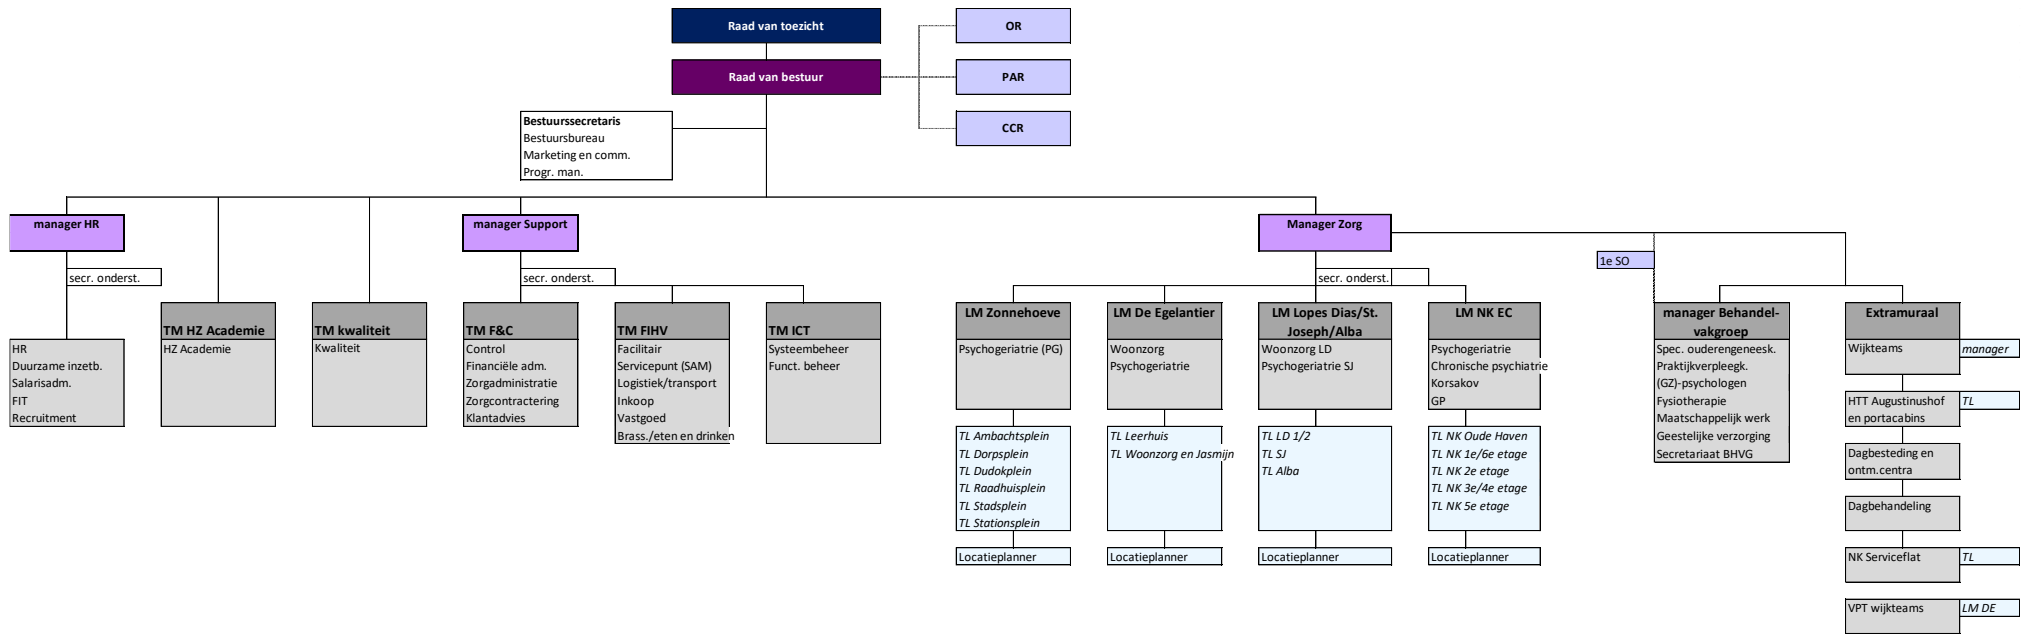 Raad van toezicht
OR
Raad van bestuur
PAR
CCR
Bestuurssecretaris
Bestuursbureau
Marketing en comm.
Progr. man.
manager HR
secr. onderst.
HR
Duurzame inzetb.
Salarisadm.
FIT
Recruitment
TM HZ Academie
HZ Academie
TM kwaliteit
Kwaliteit
manager Support
secr. onderst.
TM F&C
Control
Financiële adm.
Zorgadministratie
Zorgcontractering
Klantadvies
TM FIHV
Facilitair
Servicepunt (SAM)
Logistiek/transport
Inkoop
Vastgoed
Brass./eten en drinken
TM ICT
Systeembeheer
Funct. beheer
Manager Zorg
secr. onderst.
LM Zonnehoeve
Psychogeriatrie (PG)
TL Ambachtsplein
TL Dorpsplein
TL Dudokplein
TL Raadhuisplein
TL Stadsplein
TL Stationsplein
Locatieplanner
LM De Egelantier
Woonzorg
Psychogeriatrie
TL Leerhuis
TL Woonzorg en Jasmijn
Locatieplanner
LM Lopes Dias/St.
Joseph/Alba
Woonzorg LD
Psychogeriatrie SJ
TL LD 1/2
TL SJ
TL Alba
Locatieplanner
LM NK EC
Psychogeriatrie
Chronische psychiatrie
Korsakov
GP
TL NK Oude Haven
TL NK 1e/6e etage
TL NK 2e etage
TL NK 3e/4e etage
TL NK 5e etage
Locatieplanner
1e SO
manager Behandel-
vakgroep
Spec. ouderengeneesk.
Praktijkverpleegk.
(GZ)-psychologen
Fysiotherapie
Maatschappelijk werk
Geestelijke verzorging
Secretariaat BHVG
Extramuraal
Wijkteams
manager
HTT Augustinushof
en portacabins
TL
Dagbesteding en
ontm.centra
Dagbehandeling
NK Serviceflat
TL
VPT wijkteams
LM DE